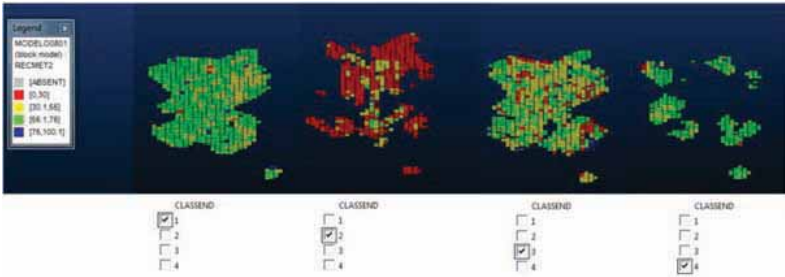 Legend
MODELO0801
(block model)
RECMET2
[ABSENT]
[0,30]
[30.1,66]
[66.1,76]
[76,100.1]
CLASSEND
1
2
3
4
CLASSEND
1
2
3
4
CLASSEND
1
2
3
4
CLASSEND
1
2
3
4